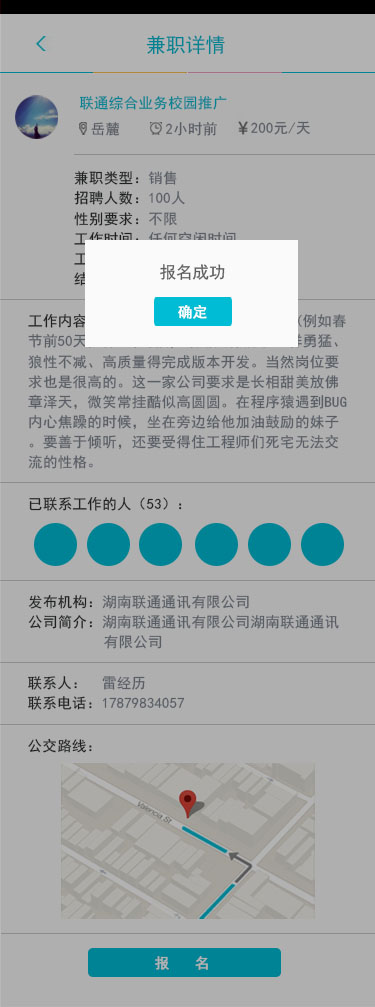 兼职详情
联通综合业务校园推广
岳麓 2小时前 ¥200元/天
兼职类型：销售
招聘人数：100人
性别要求：不限
工作时间：任何空闲时间
报名成功
确定
工作内容
（例如春
节前50天
狼性不减、高质量得完成版本开发。当然岗位要
求也是很高的。这一家公司要求是长相甜美放佛
章泽天，微笑常挂酷似高圆圆。在程序猿遇到BUG
内心焦躁的时候，坐在旁边给他加油鼓励的妹子
。要善于倾听，还要受得住工程师们死宅无法交
流的性格。
已联系工作的人（53）：
发布机构：湖南联通通讯有限公司
公司简介：湖南联通通讯有限公司湖南联通通讯
有限公司
联系人： 雷经历
联系电话：17879834057
公交路线：
Valencia St
报 名